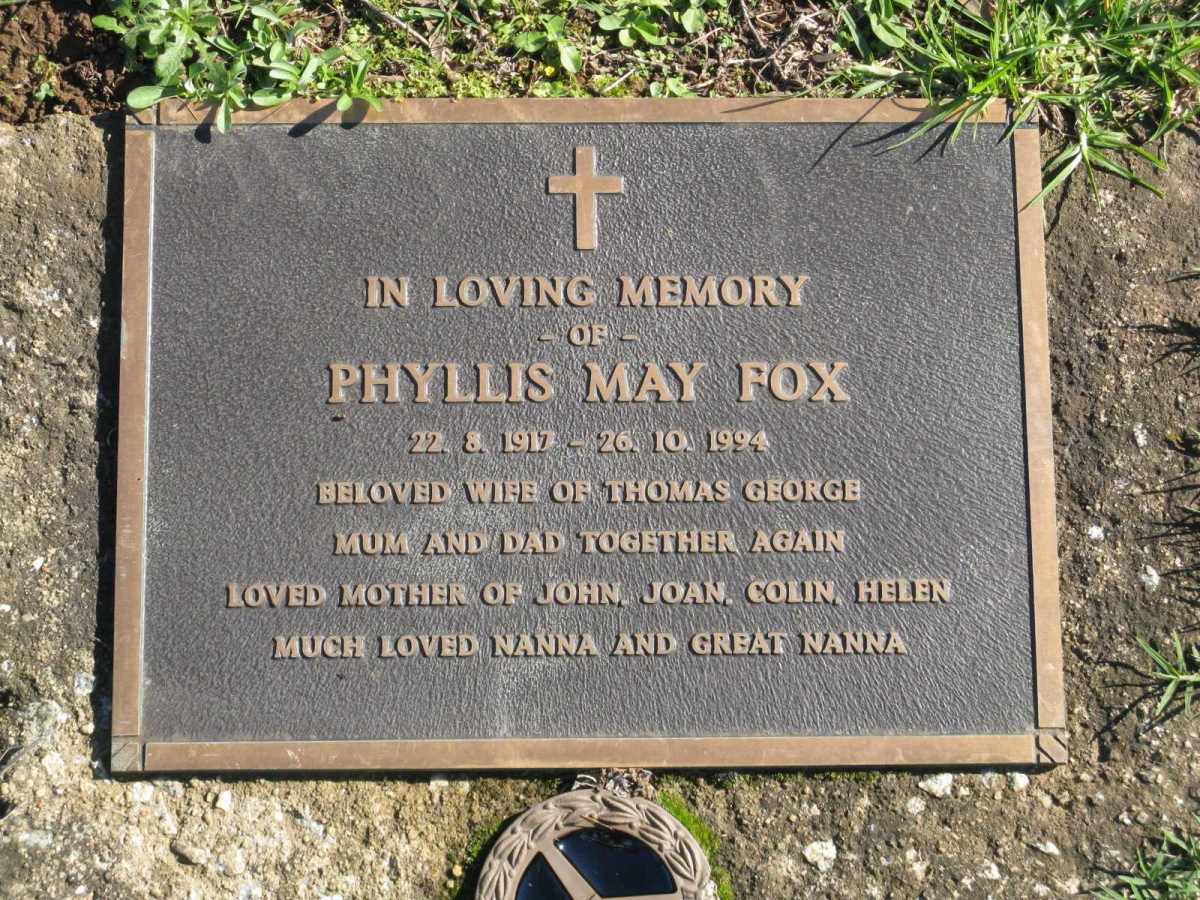 IN LOVING MEMORY
- OF -
PHYLLIS MAY FOX
22. 8. 1917 - 26. 10. 1994
BELOVED WIFE OF THOMAS GEORGE
MUM AND DAD TOGETHER AGAIN
LOVED MOTHER OF JOHN, JOAN, COLIN, HELEN
MUCH LOVED NANNA AND GREAT NANNA